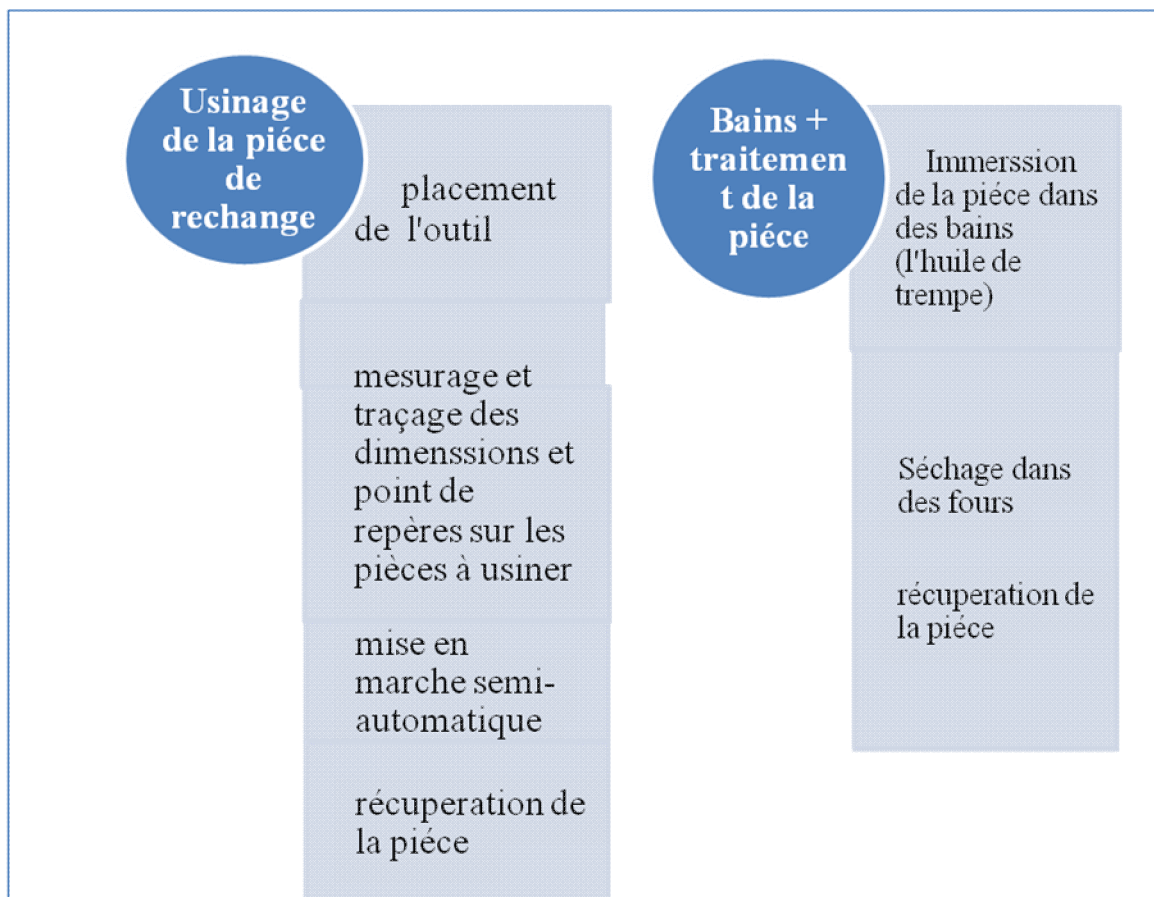 Usinage
de la piéce
de
rechange
placement
de l'outil
mesurage et
traçage des
dimenssions et
point de
repères sur les
pièces à usiner
mise en
marche semi-
automatique
récuperation de
la piéce
Bains +
traitemen
t de la
piéce
Immerssion
de la piéce dans
des bains
(l'huile de
trempe)
Séchage dans
des fours
récuperation de
la piéce